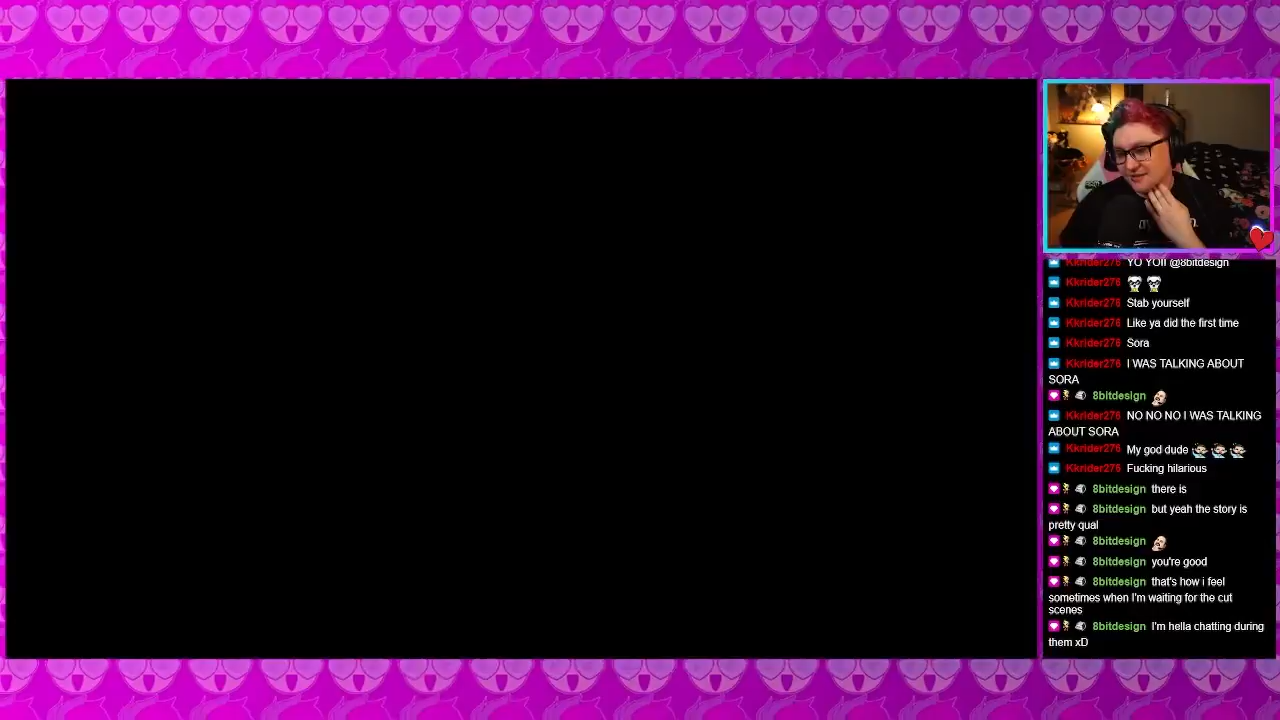 Kkrider276 YO YO!! @8bitdesign
Kkrider276
Kkrider276 Stab yourself
Kkrider276 Like ya did the first time
Kkrider276 Sora
Kkrider276 I WAS TALKING ABOUT
SORA
8bitdesign
Kkrider276 NO NO NO I WAS TALKING
ABOUT SORA
Kkrider276 My god dude
Kkrider276 Fucking hilarious
8bitdesign there is
8bitdesign but yeah the story is
pretty qual
8bitdesign
8bitdesign you're good
8bitdesign that's how i feel
sometimes when I'm waiting for the cut
scenes
8bitdesign I'm hella chatting during
them xD